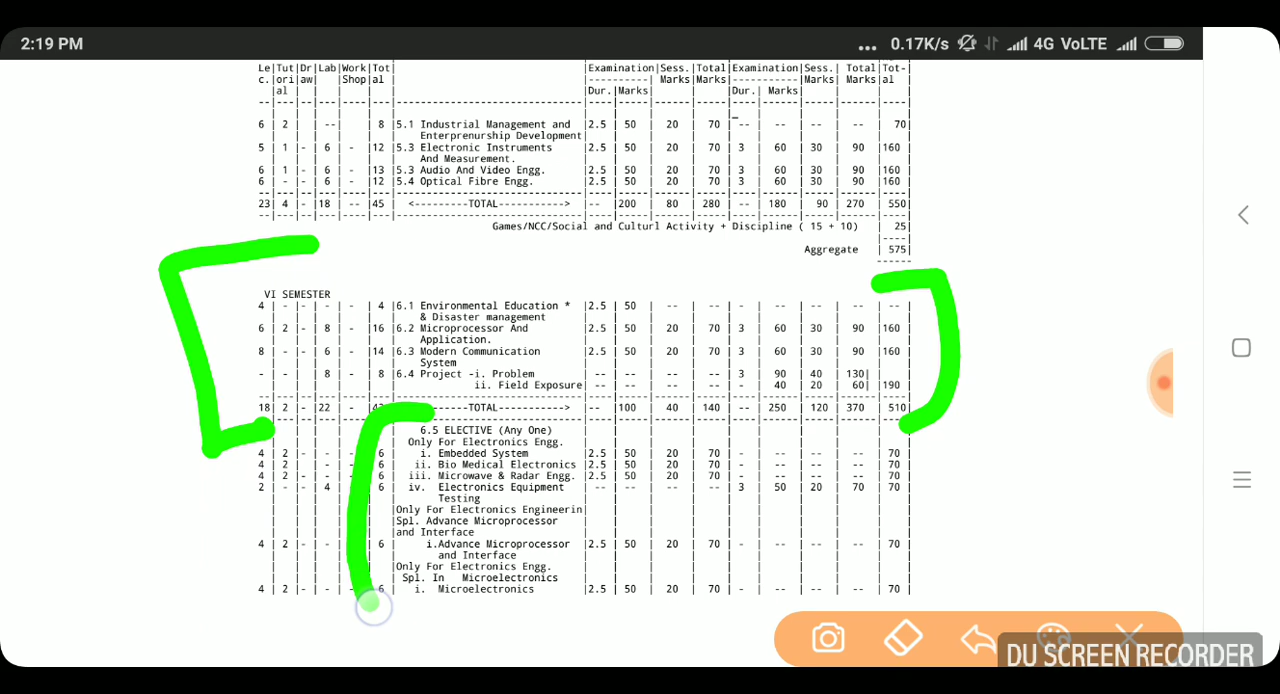 2:19 PM
... 0.17K/s 4G VoLTE
Le|Tut|Dr|Lab|Work|Tot| |Examination|Sess.|Total|Examination|Sess.|Total|Tot-
c.|ori|aw| |Shop|al| |----------|Marks|Marks|----------|Marks|Marks|al
|al| | | | | |Dur.|Marks| | |Dur.| Marks| | |
6| 2| |--| | 8|5.1 Industrial Management and |2.5| 50 | 20 | 70| -- | -- | -- | -- | 70|
Enterprenurship Development|
5| 1| -| 6| - | 12|5.3 Electronic Instruments |2.5| 50 | 20 | 70| 3 | 60 | 30 | 90 |160|
And Measurement.
6| 1| -| 6| - | 13|5.3 Audio And Video Engg. |2.5| 50 | 20 | 70| 3 | 60 | 30 | 90 |160|
6| -| -| 6| - | 12|5.4 Optical Fibre Engg. |2.5| 50 | 20 | 70| 3 | 60 | 30 | 90 |160|
23| 4| -|18| --| 45| <---------TOTAL-----------> | -- |200 | 80 | 280| -- | 180 | 90 | 270 |550|
Games/NCC/Social and Culturl Activity + Discipline ( 15 + 10) | 25|
Aggregate | 575|
VI SEMESTER
4| -| -| -| - | 4|6.1 Environmental Education * |2.5| 50 | -- | --| - | -- | -- | -- | --|
& Disaster management
6| 2| -| 8| - | 16|6.2 Microprocessor And |2.5| 50 | 20 | 70| 3 | 60 | 30 | 90 |160|
Application.
8| -| -| 6| - | 14|6.3 Modern Communication |2.5| 50 | 20 | 70| 3 | 60 | 30 | 90 |160|
System
-| -| | 8| - | 8|6.4 Project -i. Problem | -- | -- | -- | --| 3 | 90 | 40 | 130|
ii. Field Exposure| -- | -- | -- | --| - | 40 | 20 | 60| 190|
18| 2| -|22| - | -----TOTAL-----------> | -- |100 | 40 | 140| -- | 250 | 120 | 370 |510|
6.5 ELECTIVE (Any One)
Only For Electronics Engg.
4| 2| -| -| - | 6| i. Embedded System |2.5| 50 | 20 | 70| - | -- | -- | -- | 70|
4| 2| -| -| - | 6| ii. Bio Medical Electronics |2.5| 50 | 20 | 70| - | -- | -- | -- | 70|
4| 2| -| -| - | 6| iii. Microwave & Radar Engg. |2.5| 50 | 20 | 70| - | -- | -- | -- | 70|
2| -| -| 4| | 6| iv. Electronics Equipment | -- | -- | -- | --| 3 | 50 | 20 | 70 | 70|
Testing
|Only For Electronics Engineerin|
|Spl. Advance Microprocessor
|and Interface
4| 2| -| -| | 6| i.Advance Microprocessor |2.5| 50 | 20 | 70| - | -- | -- | -- | 70|
and Interface
|Only For Electronics Engg.
Spl. In Microelectronics
4| 2| -| -| - | 6| i. Microelectronics |2.5| 50 | 20 | 70| - | -- | -- | -- | 70|
DU SCREEN RECORDER